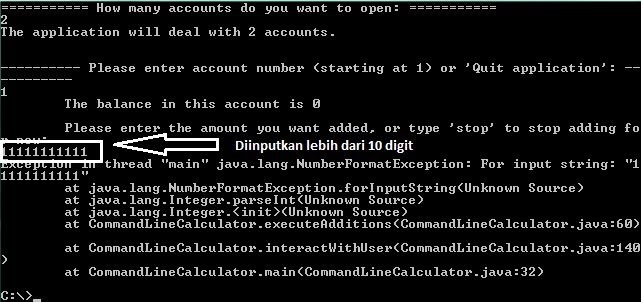 =========== How many accounts do you want to open: ===========
2
The application will deal with 2 accounts.
---------- Please enter account number (starting at 1) or 'Quit application': --
---------
1
The balance in this account is 0
Please enter the amount you want added, or type 'stop' to stop adding fo
r now:
11111111111
Diinputkan lebih dari 10 digit
Exception in thread "main" java.lang.NumberFormatException: For input string: "1
1111111111"
at java.lang.NumberFormatException.forInputString(Unknown Source)
at java.lang.Integer.parseInt(Unknown Source)
at java.lang.Integer.<init>(Unknown Source)
at CommandLineCalculator.executeAdditions(CommandLineCalculator.java:60)
at CommandLineCalculator.interactWithUser(CommandLineCalculator.java:140
)
at CommandLineCalculator.main(CommandLineCalculator.java:32)
C:\>_